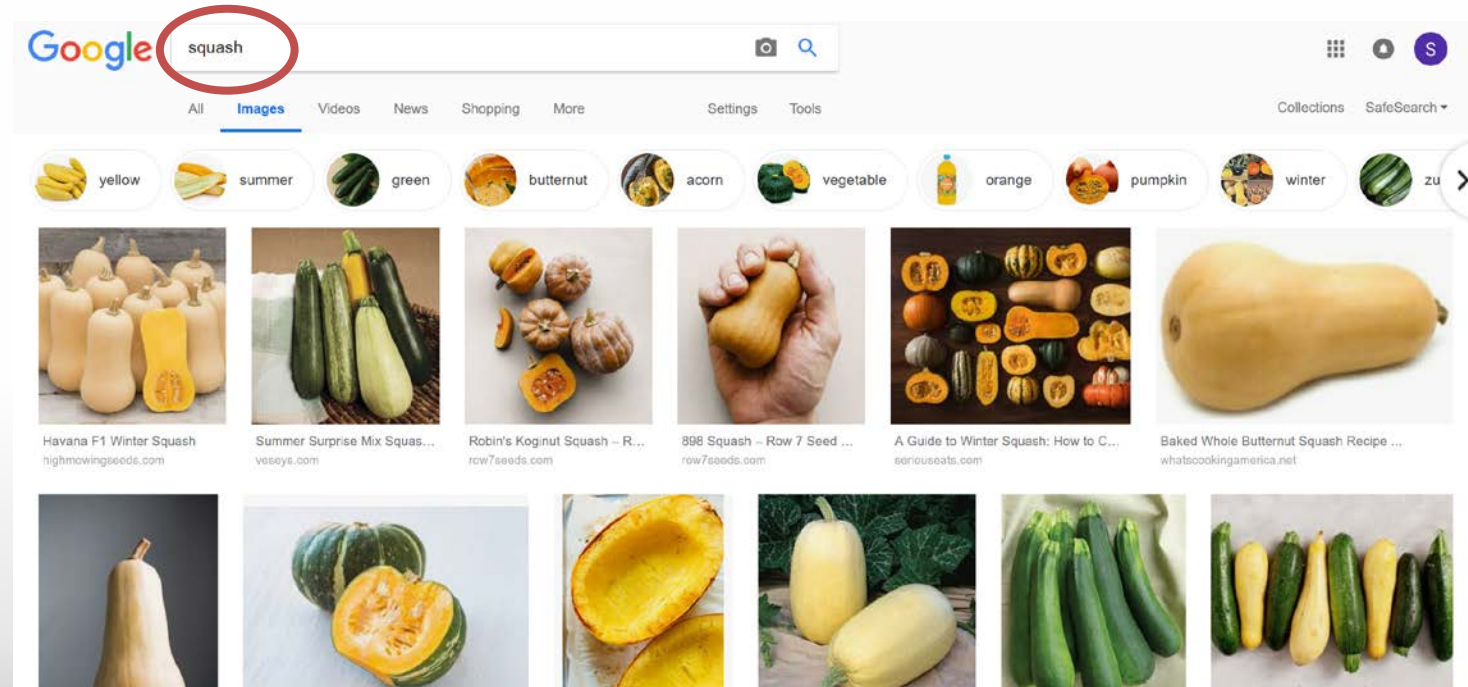 Google
squash
S
All Images Videos News Shopping More Settings Tools Collections SafeSearch
yellow summer green butternut acorn vegetable orange pumpkin winter zu
Havana F1 Winter Squash
highmowingseeds.com
Summer Surprise Mix Squas...
veseys.com
Robin's Koginut Squash – R...
row7seeds.com
898 Squash – Row 7 Seed ...
row7seeds.com
A Guide to Winter Squash: How to C...
seriouseats.com
Baked Whole Butternut Squash Recipe ...
whatscookingamerica.net